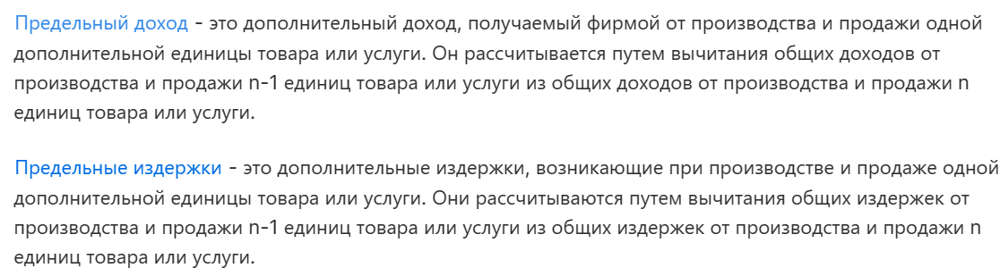 Предельный доход - это дополнительный доход, получаемый фирмой от производства и продажи одной
дополнительной единицы товара или услуги. Он рассчитывается путем вычитания общих доходов от
производства и продажи n-1 единиц товара или услуги из общих доходов от производства и продажи n
единиц товара или услуги.
Предельные издержки - это дополнительные издержки, возникающие при производстве и продаже одной
дополнительной единицы товара или услуги. Они рассчитываются путем вычитания общих издержек от
производства и продажи n-1 единиц товара или услуги из общих издержек от производства и продажи n
единиц товара или услуги.